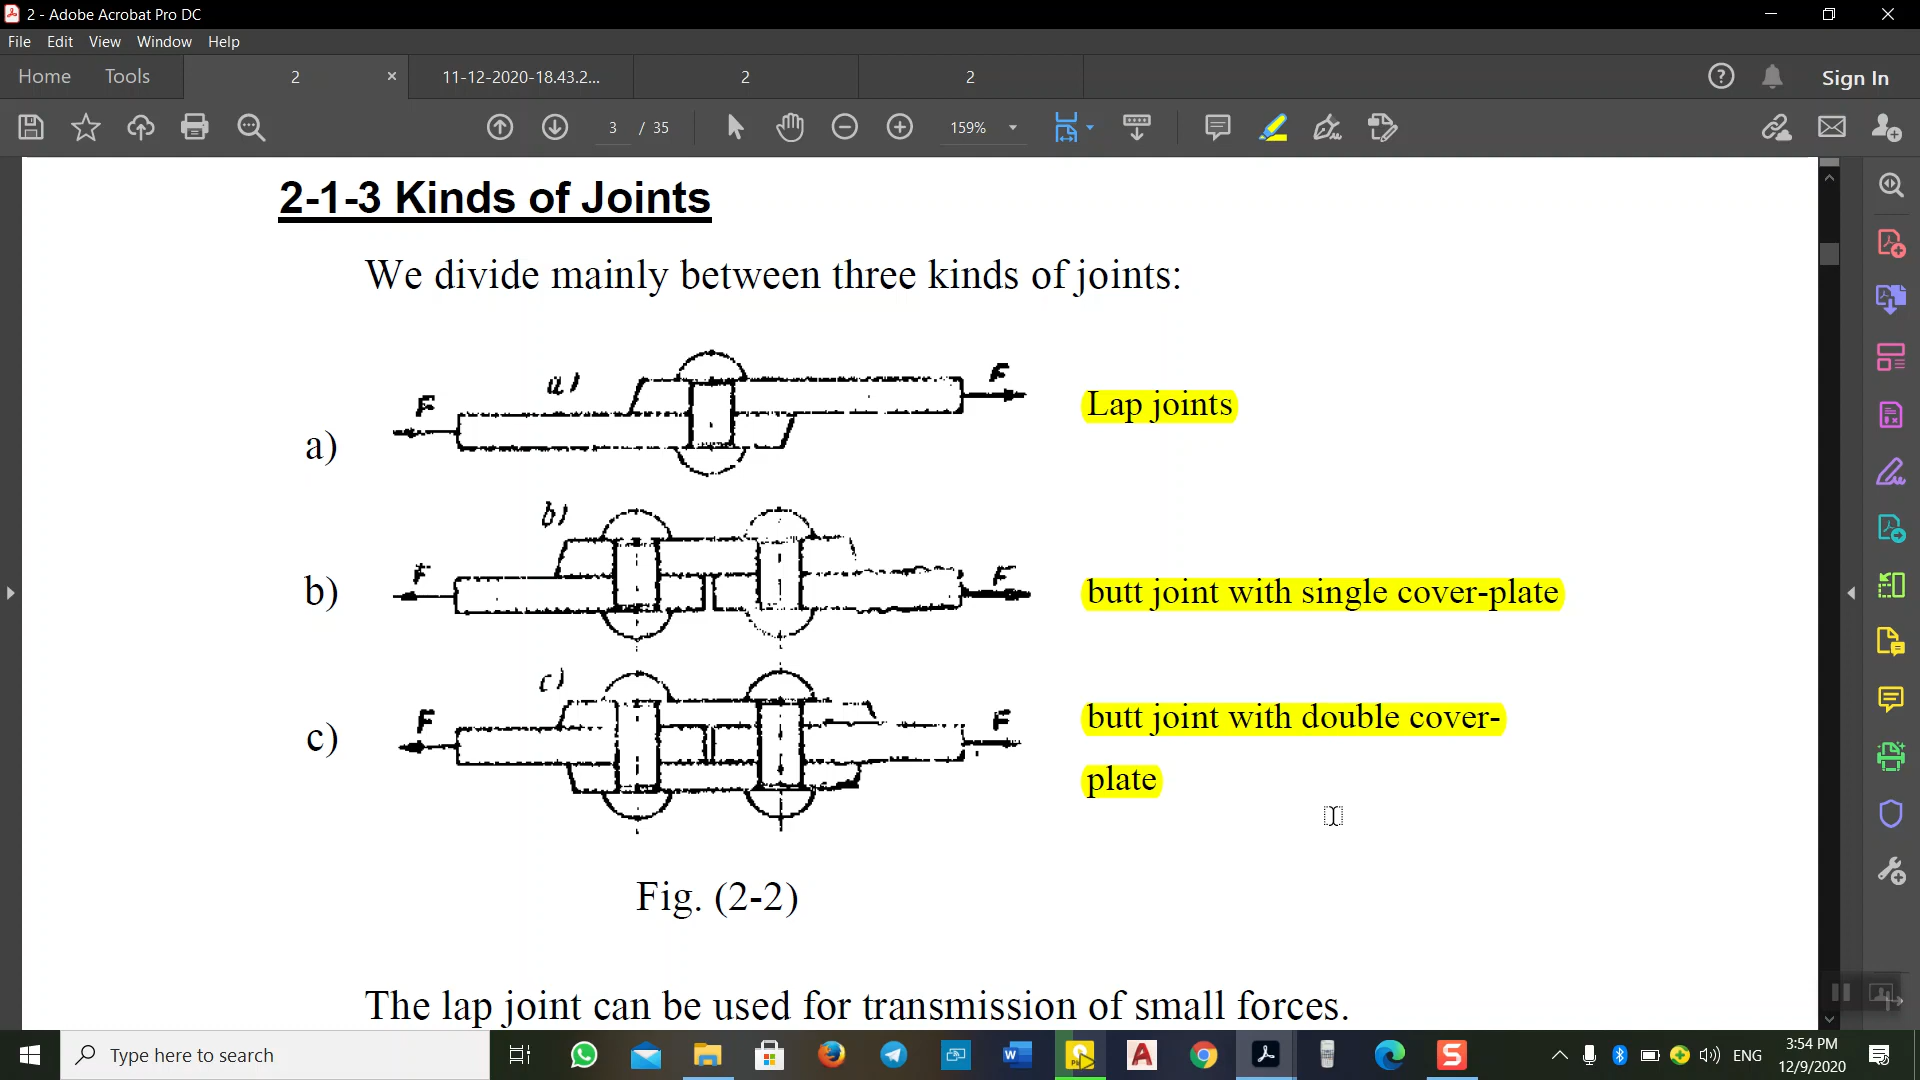 2 - Adobe Acrobat Pro DC
File Edit View Window Help
Home Tools 2 11-12-2020-18.43.2... 2 2 Sign In
3 / 35 159%
2-1-3 Kinds of Joints
We divide mainly between three kinds of joints:
a) F F
a) Lap joints
b)
b) F F butt joint with single cover-plate
c)
c) F F butt joint with double cover-
plate
Fig. (2-2)
The lap joint can be used for transmission of small forces.
Type here to search
ENG 3:54 PM
12/9/2020